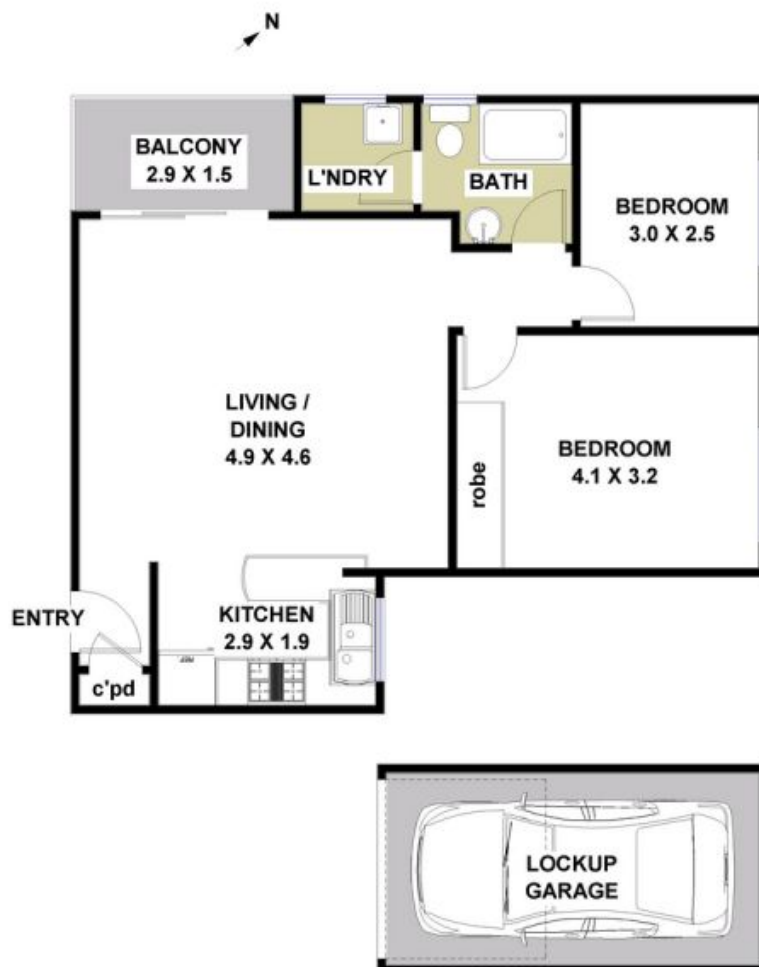 N
BALCONY
2.9 X 1.5
L'NDRY
BATH
BEDROOM
3.0 X 2.5
LIVING /
DINING
4.9 X 4.6
BEDROOM
4.1 X 3.2
robe
ENTRY
KITCHEN
2.9 X 1.9
REF
c'pd
LOCKUP
GARAGE